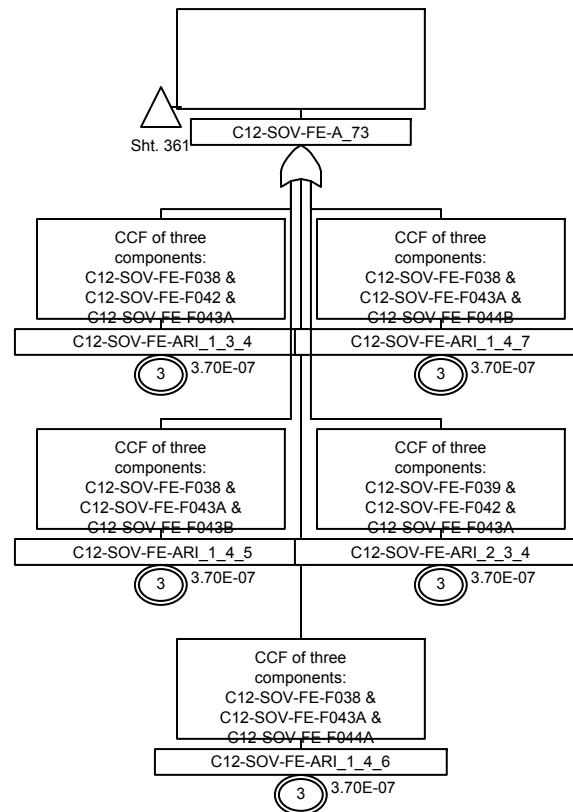 C12-SOV-FE-A_73
Sht. 361
CCF of three
components:
C12-SOV-FE-F038 &
C12-SOV-FE-F042 &
C12-SOV-FE-F043A
C12-SOV-FE-ARI_1_3_4
3
3.70E-07
CCF of three
components:
C12-SOV-FE-F038 &
C12-SOV-FE-F043A &
C12-SOV-FE-F044B
C12-SOV-FE-ARI_1_4_7
3
3.70E-07
CCF of three
components:
C12-SOV-FE-F038 &
C12-SOV-FE-F043A &
C12-SOV-FE-F043B
C12-SOV-FE-ARI_1_4_5
3
3.70E-07
CCF of three
components:
C12-SOV-FE-F039 &
C12-SOV-FE-F042 &
C12-SOV-FE-F043A
C12-SOV-FE-ARI_2_3_4
3
3.70E-07
CCF of three
components:
C12-SOV-FE-F038 &
C12-SOV-FE-F043A &
C12-SOV-FE-F044A
C12-SOV-FE-ARI_1_4_6
3
3.70E-07